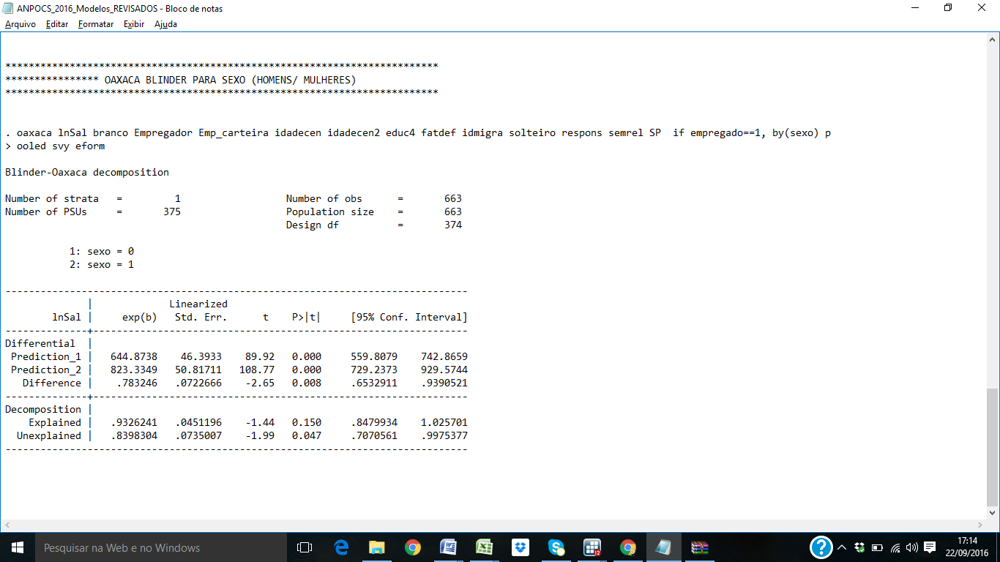 ANPOCS_2016_Modelos_REVISADOS - Bloco de notas
Arquivo Editar Formatar Exibir Ajuda
**************************************************************************
**************** OAXACA BLINDER PARA SEXO (HOMENS/ MULHERES)
**************************************************************************
. oaxaca lnSal branco Empregador Emp_carteira idadecen idadecen2 educ4 fatdef idmigra solteiro respons semrel SP  if empregado==1, by(sexo) p
> ooled svy eform
Blinder-Oaxaca decomposition
Number of strata   =         1                  Number of obs      =       663
Number of PSUs     =       375                  Population size    =       663
                                                Design df          =       374
           1: sexo = 0
           2: sexo = 1
-------------------------------------------------------------------------------
              |             Linearized
        lnSal |     exp(b)   Std. Err.      t    P>|t|     [95% Conf. Interval]
--------------+----------------------------------------------------------------
Differential  |
 Prediction_1 |   644.8738    46.3933    89.92   0.000     559.8079    742.8659
 Prediction_2 |   823.3349   50.81711   108.77   0.000     729.2373    929.5744
   Difference |    .783246   .0722666    -2.65   0.008     .6532911    .9390521
--------------+----------------------------------------------------------------
Decomposition |
    Explained |   .9326241   .0451196    -1.44   0.150     .8479934    1.025701
  Unexplained |   .8398304   .0735007    -1.99   0.047     .7070561    .9975377
-------------------------------------------------------------------------------
Pesquisar na Web e no Windows
12
?
17:14
22/09/2016